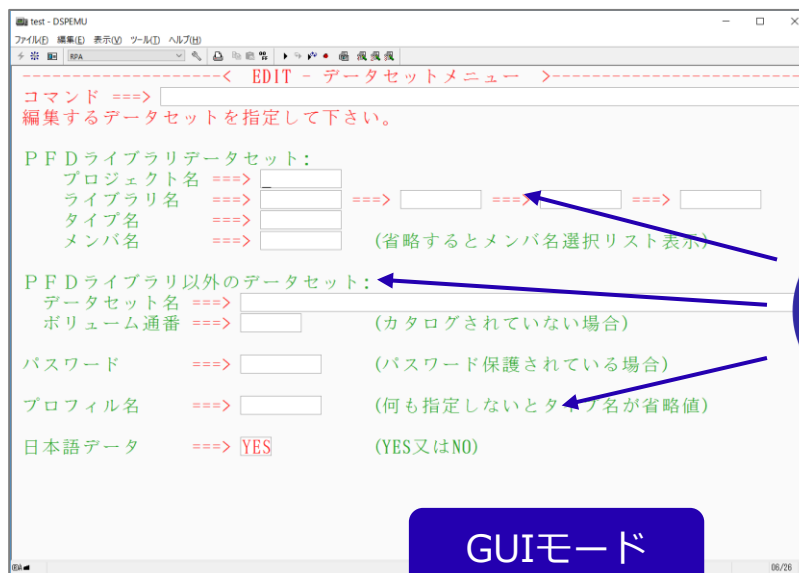 test - DSPEMU
ファイル(F) 編集(E) 表示(V) ツール(T) ヘルプ(H)
RPA
--------------------< EDIT - データセットメニュー >-------------------------
コマンド ===>
編集するデータセットを指定して下さい。
PFDライブラリデータセット:
プロジェクト名 ===> _
ライブラリ名 ===> ===> ===> ===>
タイプ名 ===>
メンバ名 ===> (省略するとメンバ名選択リスト表示)
PFDライブラリ以外のデータセット:
データセット名 ===>
ボリューム通番 ===> (カタログされていない場合)
パスワード ===> (パスワード保護されている場合)
プロフィル名 ===> (何も指定しないとタイプ名が省略値)
日本語データ ===> YES (YES又はNO)
GUIモード
06/26